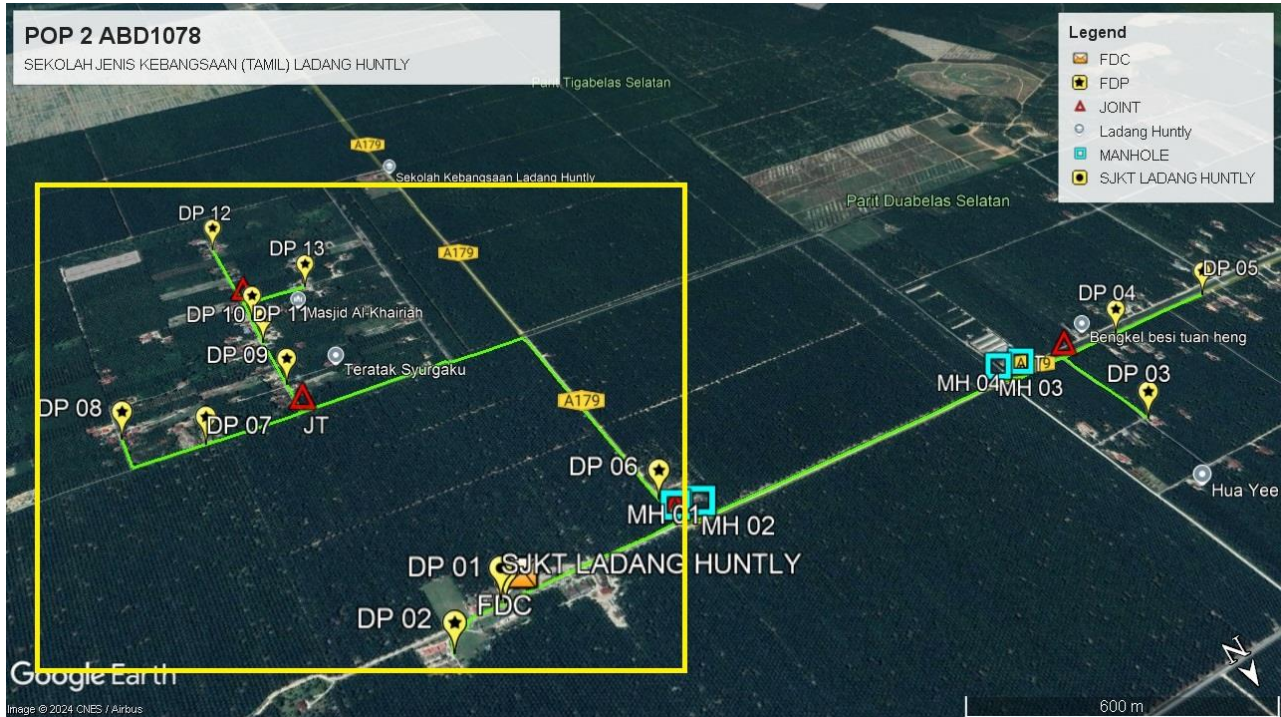 POP 2 ABD1078
SEKOLAH JENIS KEBANGSAAN (TAMIL) LADANG HUNTLY
Legend
FDC
FDP
JOINT
Ladang Huntly
MANHOLE
SJKT LADANG HUNTLY
Parit Tigabelas Selatan
A179
Sekolah Kebangsaan Ladang Huntly
Parit Duabelas Selatan
DP 12
DP 13
A179
DP 05
DP 04
DP 10
DP 11
Masjid Al-Khairiah
Bengkel besi tuan heng
DP 09
Teratak Syurgaku
MH 04
MH 03
DP 03
A179
DP 08
DP 07
JT
DP 06
Hua Yee
MH 01
MH 02
DP 01
SJKT LADANG HUNTLY
FDC
DP 02
N
Google Earth
Image © 2024 CNES / Airbus
600 m